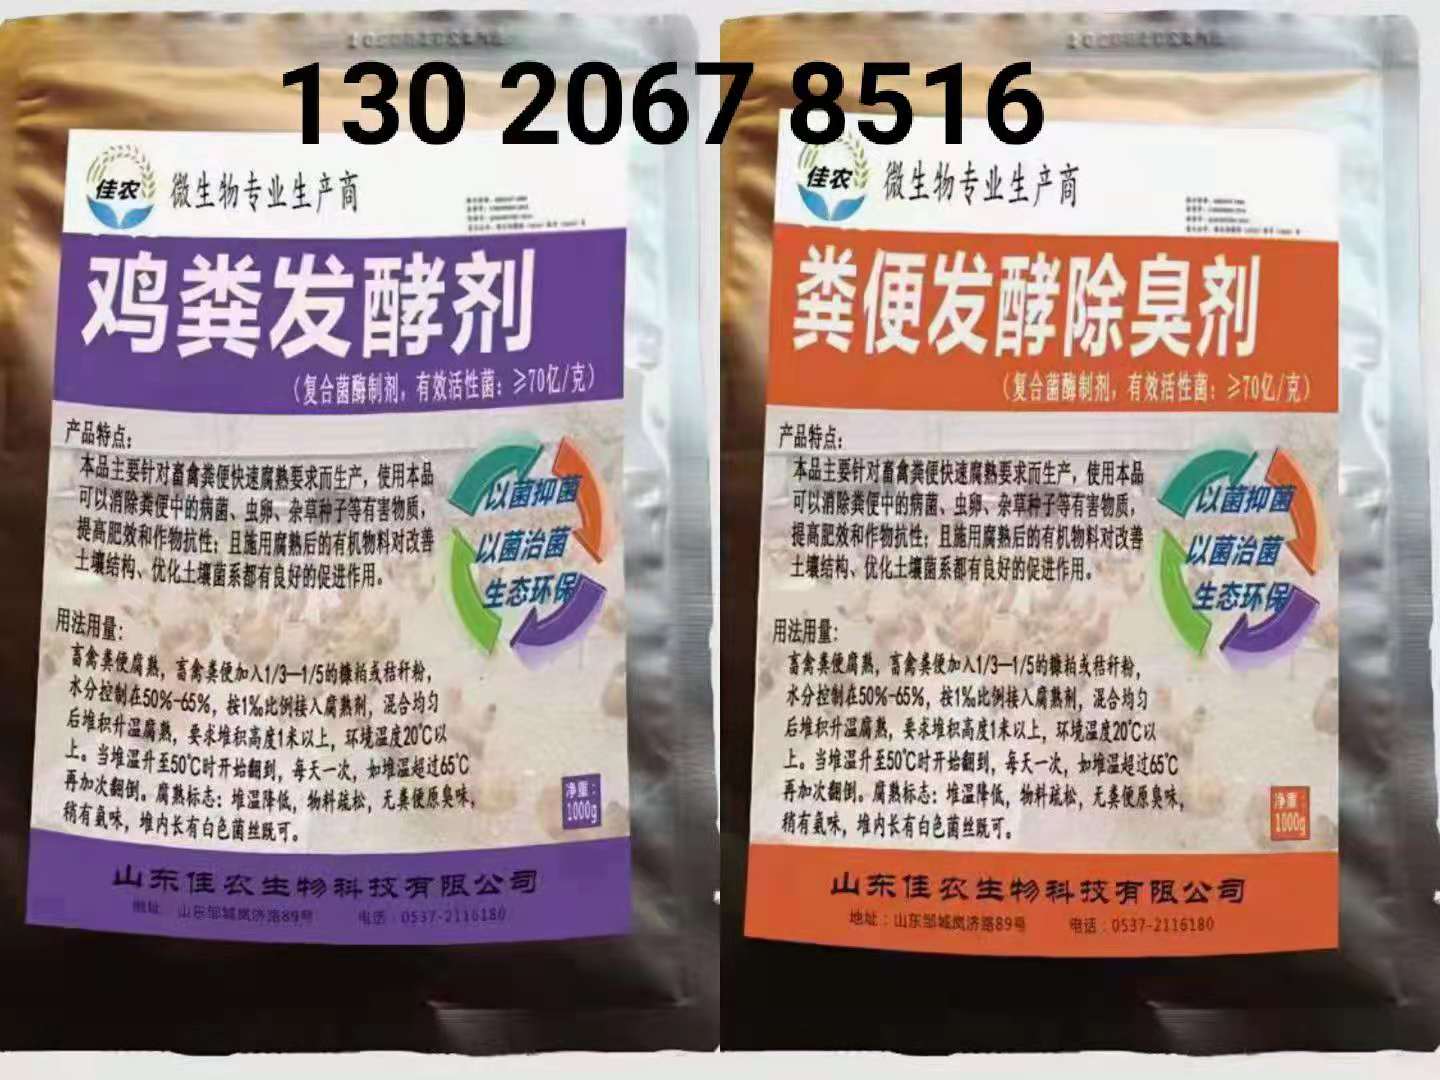 130 2067 8516
佳农
微生物专业生产商
鸡粪发酵剂
（复合菌酶制剂，有效活性菌：≥70亿/克）
产品特点：
本品主要针对畜禽粪便快速腐熟要求而生产，使用本品
可以消除粪便中的病菌、虫卵、杂草种子等有害物质，
提高肥效和作物抗性；且施用腐熟后的有机物料对改善
土壤结构、优化土壤菌系都有良好的促进作用。
以菌抑菌
以菌治菌
生态环保
用法用量：
畜禽粪便腐熟，畜禽粪便加入1/3—1/5的糠粕或秸秆粉，
水分控制在50%-65%，按1‰比例接入腐熟剂，混合均匀
后堆积升温腐熟，要求堆积高度1米以上，环境温度20℃以
上。当堆温升至50℃时开始翻到，每天一次，如堆温超过65℃
再加次翻倒。腐熟标志：堆温降低，物料疏松，无粪便原臭味，
稍有氨味，堆内长有白色菌丝既可。
净重：
1000g
山东佳农生物科技有限公司
地址：山东邹城岚济路89号 电话：0537-2116180
佳农
微生物专业生产商
粪便发酵除臭剂
（复合菌酶制剂，有效活性菌：≥70亿/克）
产品特点：
本品主要针对畜禽粪便快速腐熟要求而生产，使用本品
可以消除粪便中的病菌、虫卵、杂草种子等有害物质，
提高肥效和作物抗性；且施用腐熟后的有机物料对改善
土壤结构、优化土壤菌系都有良好的促进作用。
以菌抑菌
以菌治菌
生态环保
用法用量：
畜禽粪便腐熟，畜禽粪便加入1/3—1/5的糠粕或秸秆粉，
水分控制在50%-65%，按1‰比例接入腐熟剂，混合均匀
后堆积升温腐熟，要求堆积高度1米以上，环境温度20℃以
上。当堆温升至50℃时开始翻到，每天一次，如堆温超过65℃
再加次翻倒。腐熟标志：堆温降低，物料疏松，无粪便原臭味，
稍有氨味，堆内长有白色菌丝既可。
净重：
1000g
山东佳农生物科技有限公司
地址：山东邹城岚济路89号 电话：0537-2116180